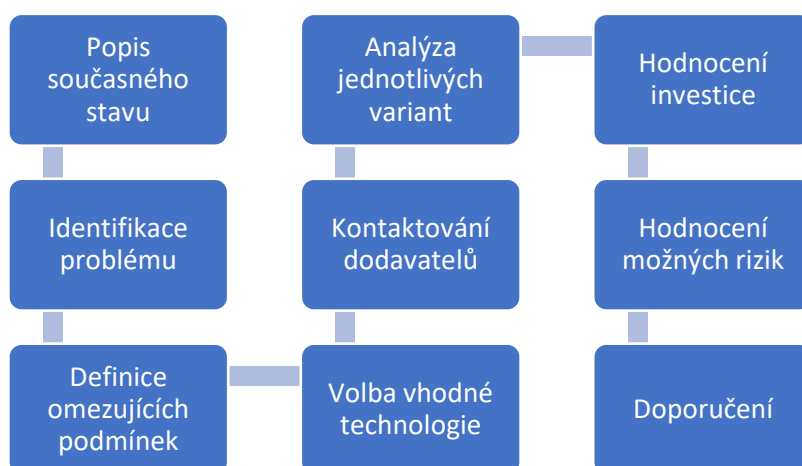 Popis
současného
stavu
Identifikace
problému
Definice
omezujících
podmínek
Volba vhodné
technologie
Kontaktování
dodavatelů
Analýza
jednotlivých
variant
Hodnocení
investice
Hodnocení
možných rizik
Doporučení